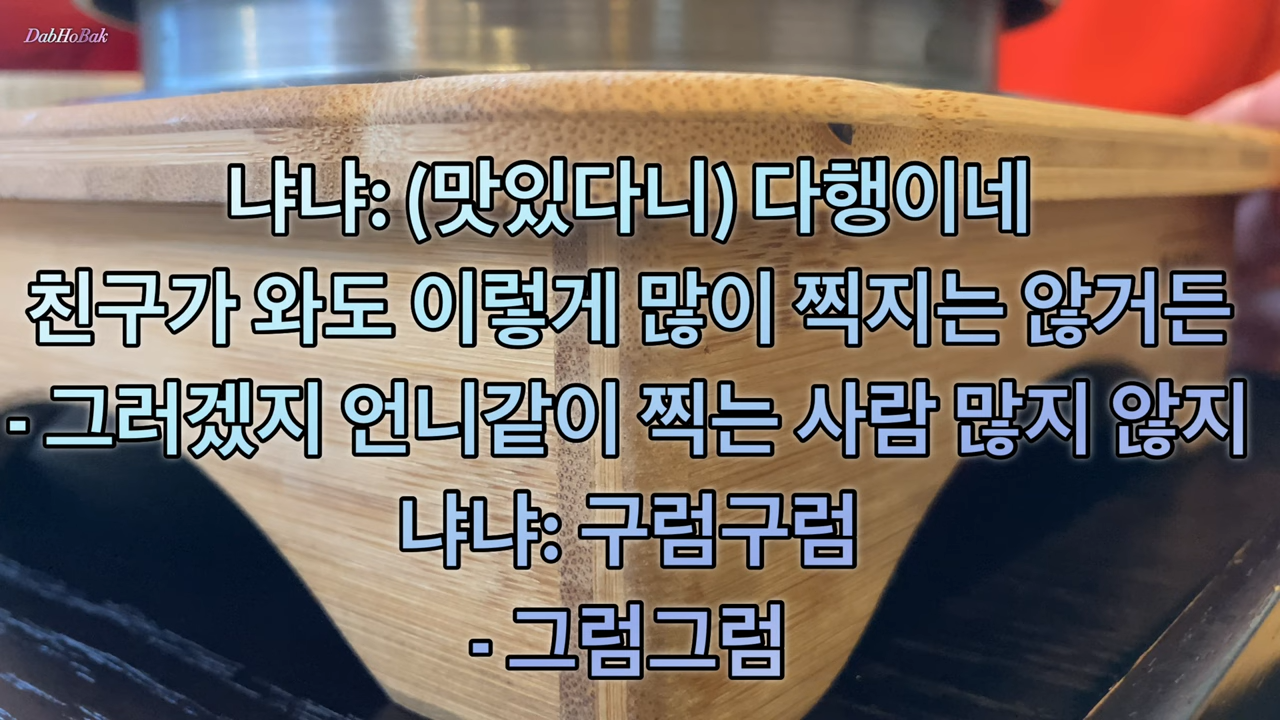 DabHoBak
냐냐: (맛있다니) 다행이네
친구가 와도 이렇게 많이 찍지는 않거든
- 그러겠지 언니같이 찍는 사람 많지 않지
냐냐: 구럼구럼
- 그럼그럼